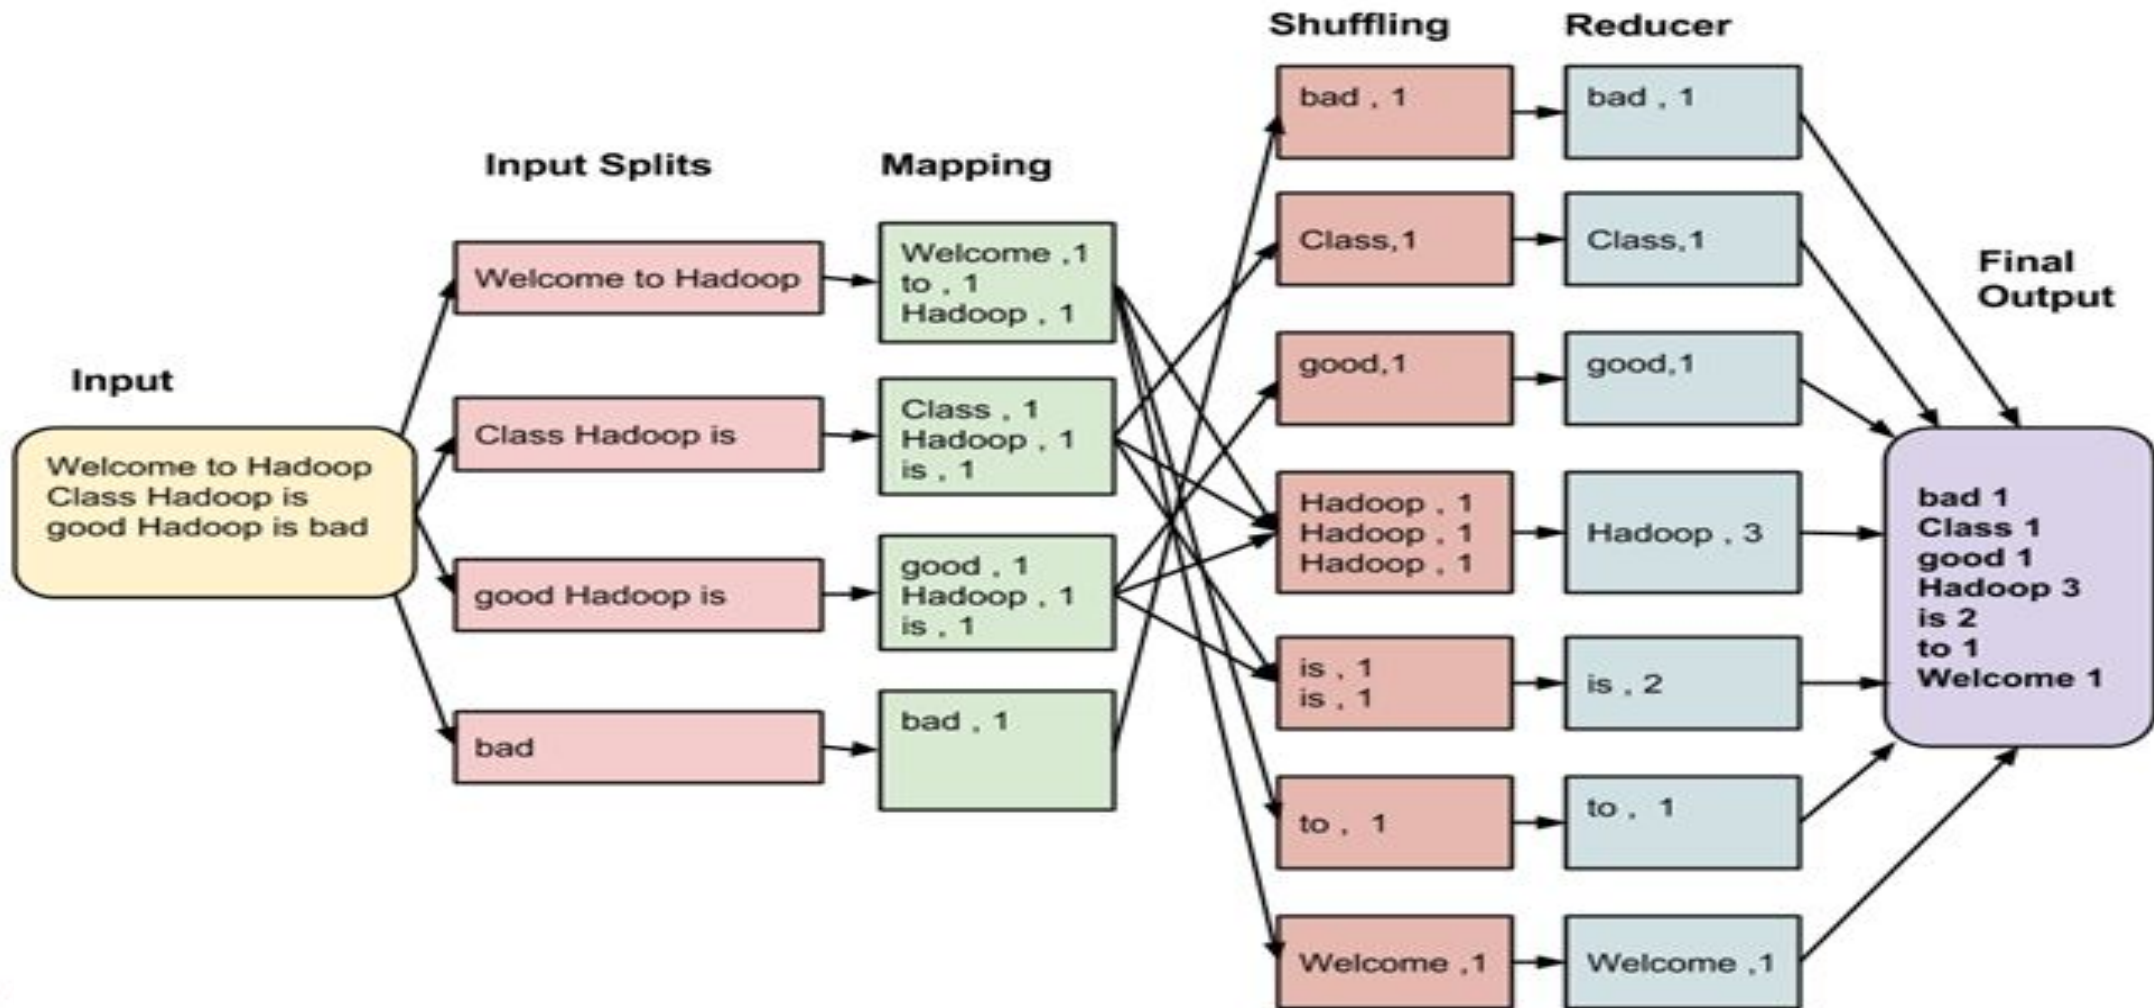 Input
Welcome to Hadoop
Class Hadoop is
good Hadoop is bad
Input Splits
Welcome to Hadoop
Class Hadoop is
good Hadoop is
bad
Mapping
Welcome ,1
to , 1
Hadoop , 1
Class , 1
Hadoop , 1
is , 1
good , 1
Hadoop , 1
is , 1
bad , 1
Shuffling
bad , 1
Class,1
good,1
Hadoop , 1
Hadoop , 1
Hadoop , 1
is , 1
is , 1
to , 1
Welcome ,1
Reducer
bad , 1
Class,1
good,1
Hadoop , 3
is , 2
to , 1
Welcome ,1
Final
Output
bad 1
Class 1
good 1
Hadoop 3
is 2
to 1
Welcome 1